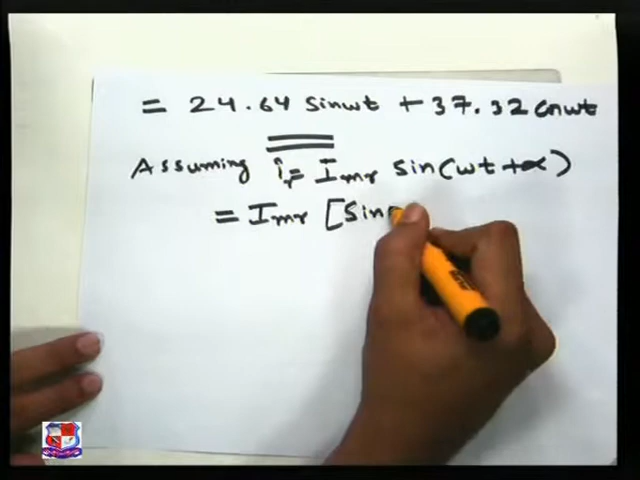 = 24.64 sinωt + 37.32 cosωt
Assuming ir = Imr sin(ωt+α)
= Imr [sin